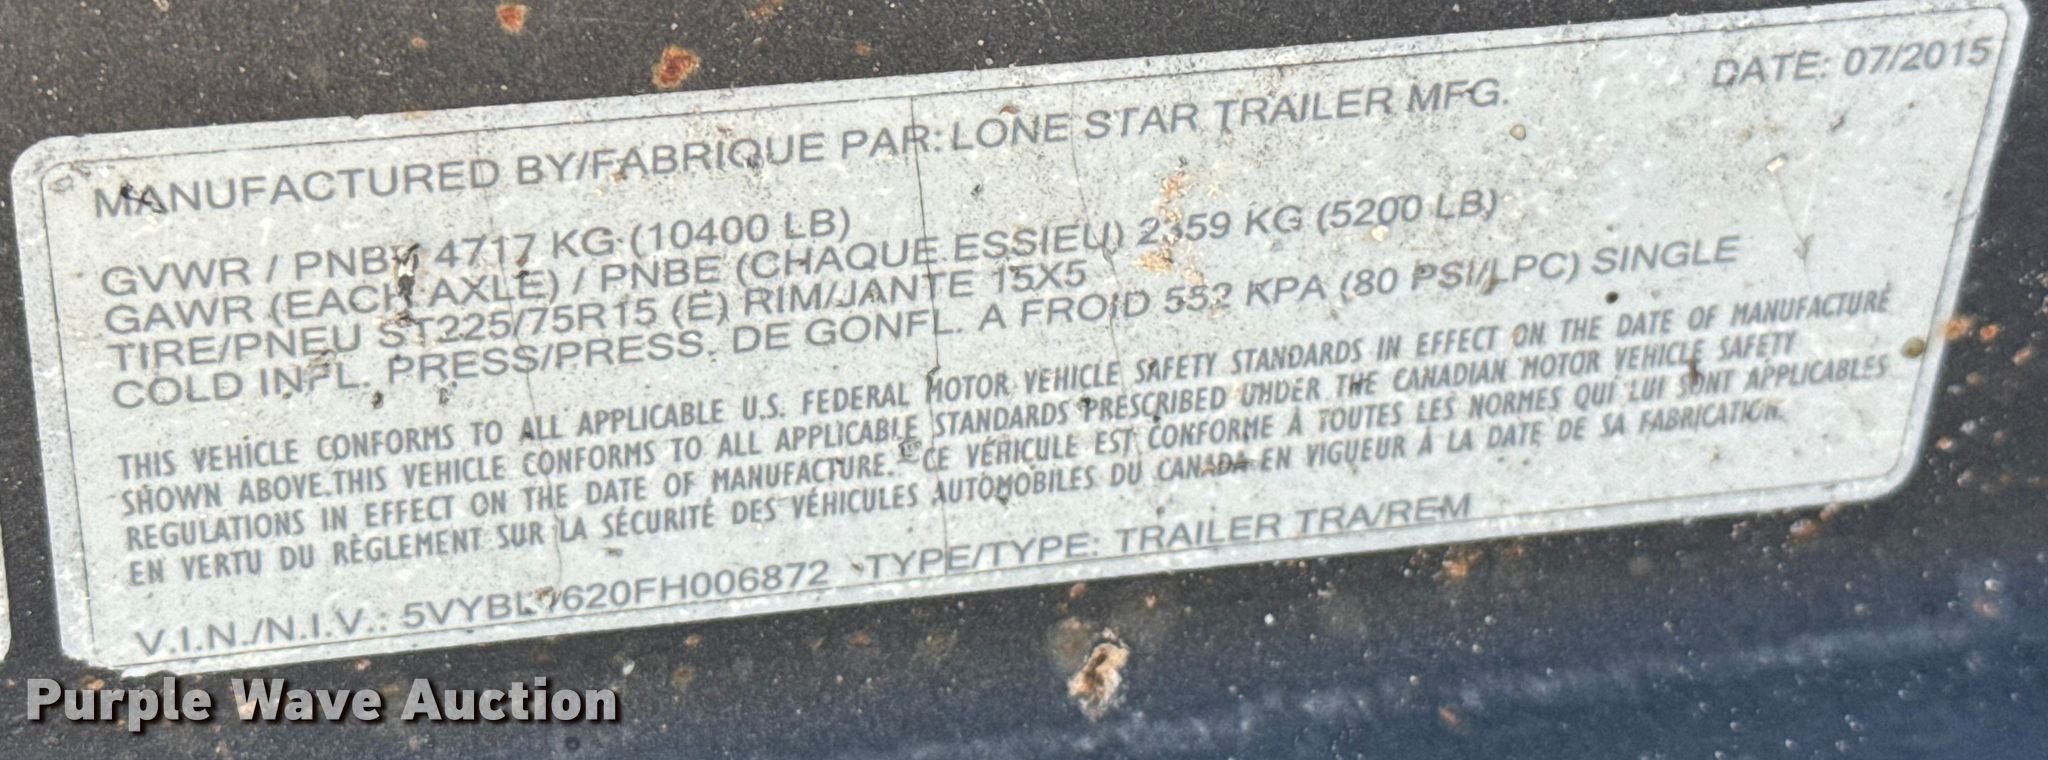 MANUFACTURED BY/FABRIQUE PAR: LONE STAR TRAILER MFG. DATE: 07/2015
GVWR / PNBV 4717 KG (10400 LB)
GAWR (EACH AXLE) / PNBE (CHAQUE ESSIEU) 2359 KG (5200 LB)
TIRE/PNEU ST225/75R15 (E) RIM/JANTE 15X5
COLD INFL. PRESS/PRESS. DE GONFL. A FROID 552 KPA (80 PSI/LPC) SINGLE
THIS VEHICLE CONFORMS TO ALL APPLICABLE U.S. FEDERAL MOTOR VEHICLE SAFETY STANDARDS IN EFFECT ON THE DATE OF MANUFACTURE
SHOWN ABOVE.THIS VEHICLE CONFORMS TO ALL APPLICABLE STANDARDS PRESCRIBED UNDER THE CANADIAN MOTOR VEHICLE SAFETY
REGULATIONS IN EFFECT ON THE DATE OF MANUFACTURE. CE VÉHICULE EST CONFORME À TOUTES LES NORMES QUI LUI SONT APPLICABLES
EN VERTU DU RÈGLEMENT SUR LA SÉCURITÉ DES VÉHICULES AUTOMOBILES DU CANADA EN VIGUEUR À LA DATE DE SA FABRICATION.
V.I.N./N.I.V.: TYPE/TYPE: TRAILER TRA/REM
Purple Wave Auction